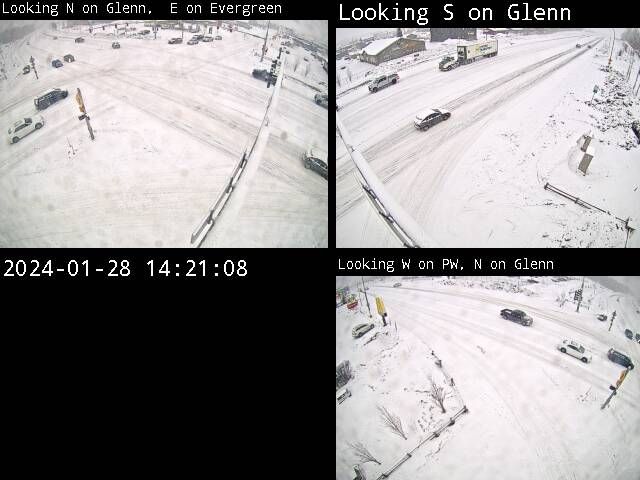 Looking N on Glenn,  E on Evergreen
Looking S on Glenn
2024-01-28 14:21:08
Looking W on PW, N on Glenn